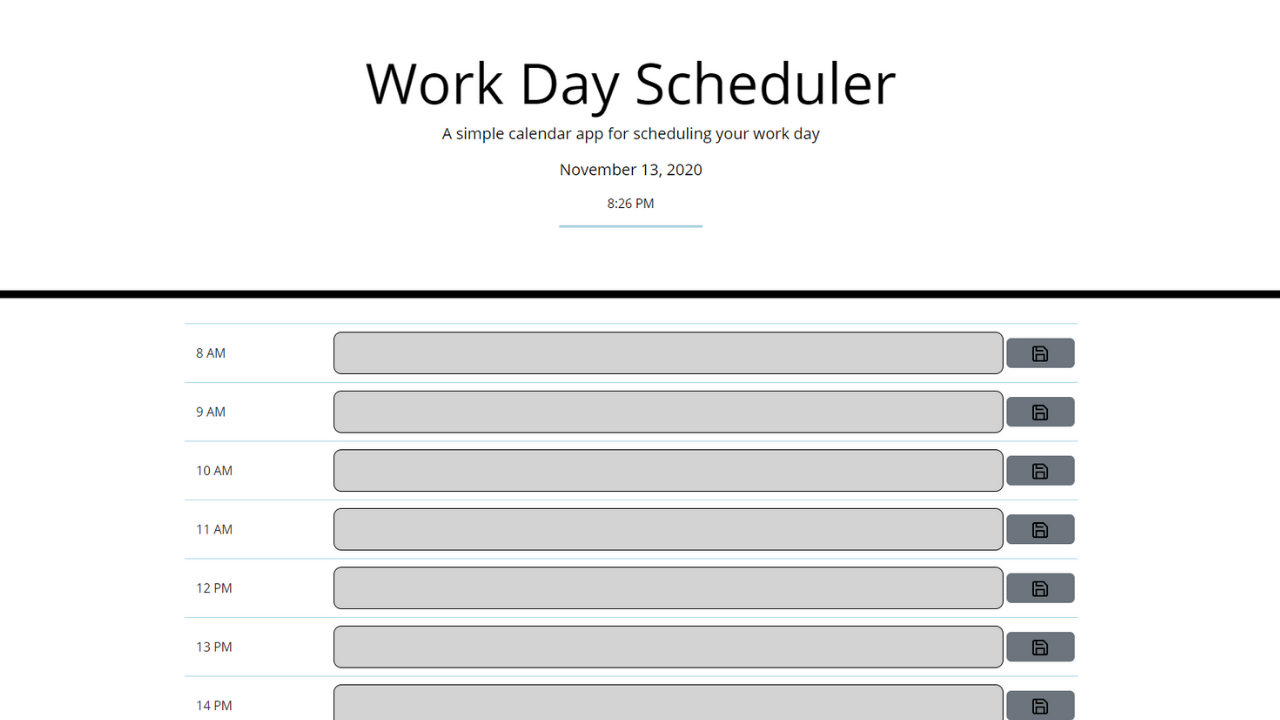 Work Day Scheduler
A simple calendar app for scheduling your work day
November 13, 2020
8:26 PM
8 AM
9 AM
10 AM
11 AM
12 PM
13 PM
14 PM